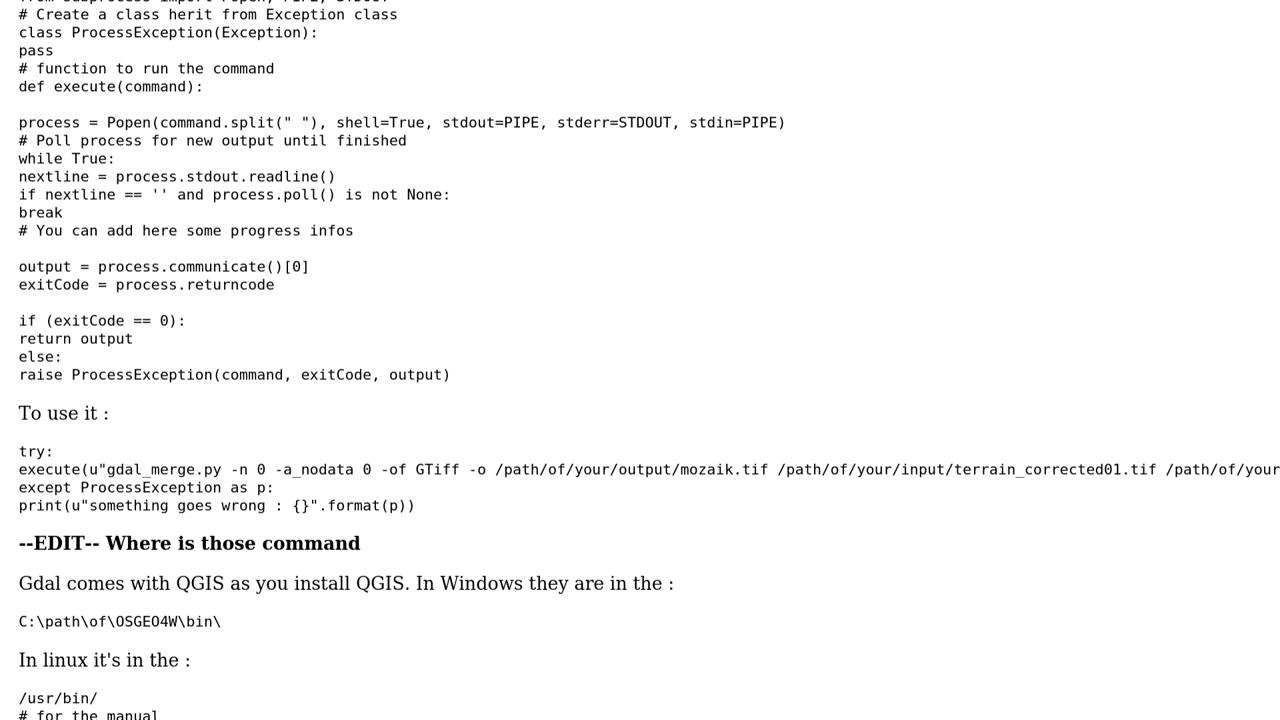 from subprocess import Popen, PIPE, STDOUT
# Create a class herit from Exception class
class ProcessException(Exception):
pass
# function to run the command
def execute(command):
process = Popen(command.split(" "), shell=True, stdout=PIPE, stderr=STDOUT, stdin=PIPE)
# Poll process for new output until finished
while True:
nextline = process.stdout.readline()
if nextline == '' and process.poll() is not None:
break
# You can add here some progress infos
output = process.communicate()[0]
exitCode = process.returncode
if (exitCode == 0):
return output
else:
raise ProcessException(command, exitCode, output)
To use it :
try:
execute(u"gdal_merge.py -n 0 -a_nodata 0 -of GTiff -o /path/of/your/output/mozaik.tif /path/of/your/input/terrain_corrected01.tif /path/of/your
except ProcessException as p:
print(u"something goes wrong : {}".format(p))
--EDIT-- Where is those command
Gdal comes with QGIS as you install QGIS. In Windows they are in the :
C:\path\of\OSGEO4W\bin\
In linux it's in the :
/usr/bin/
# for the manual